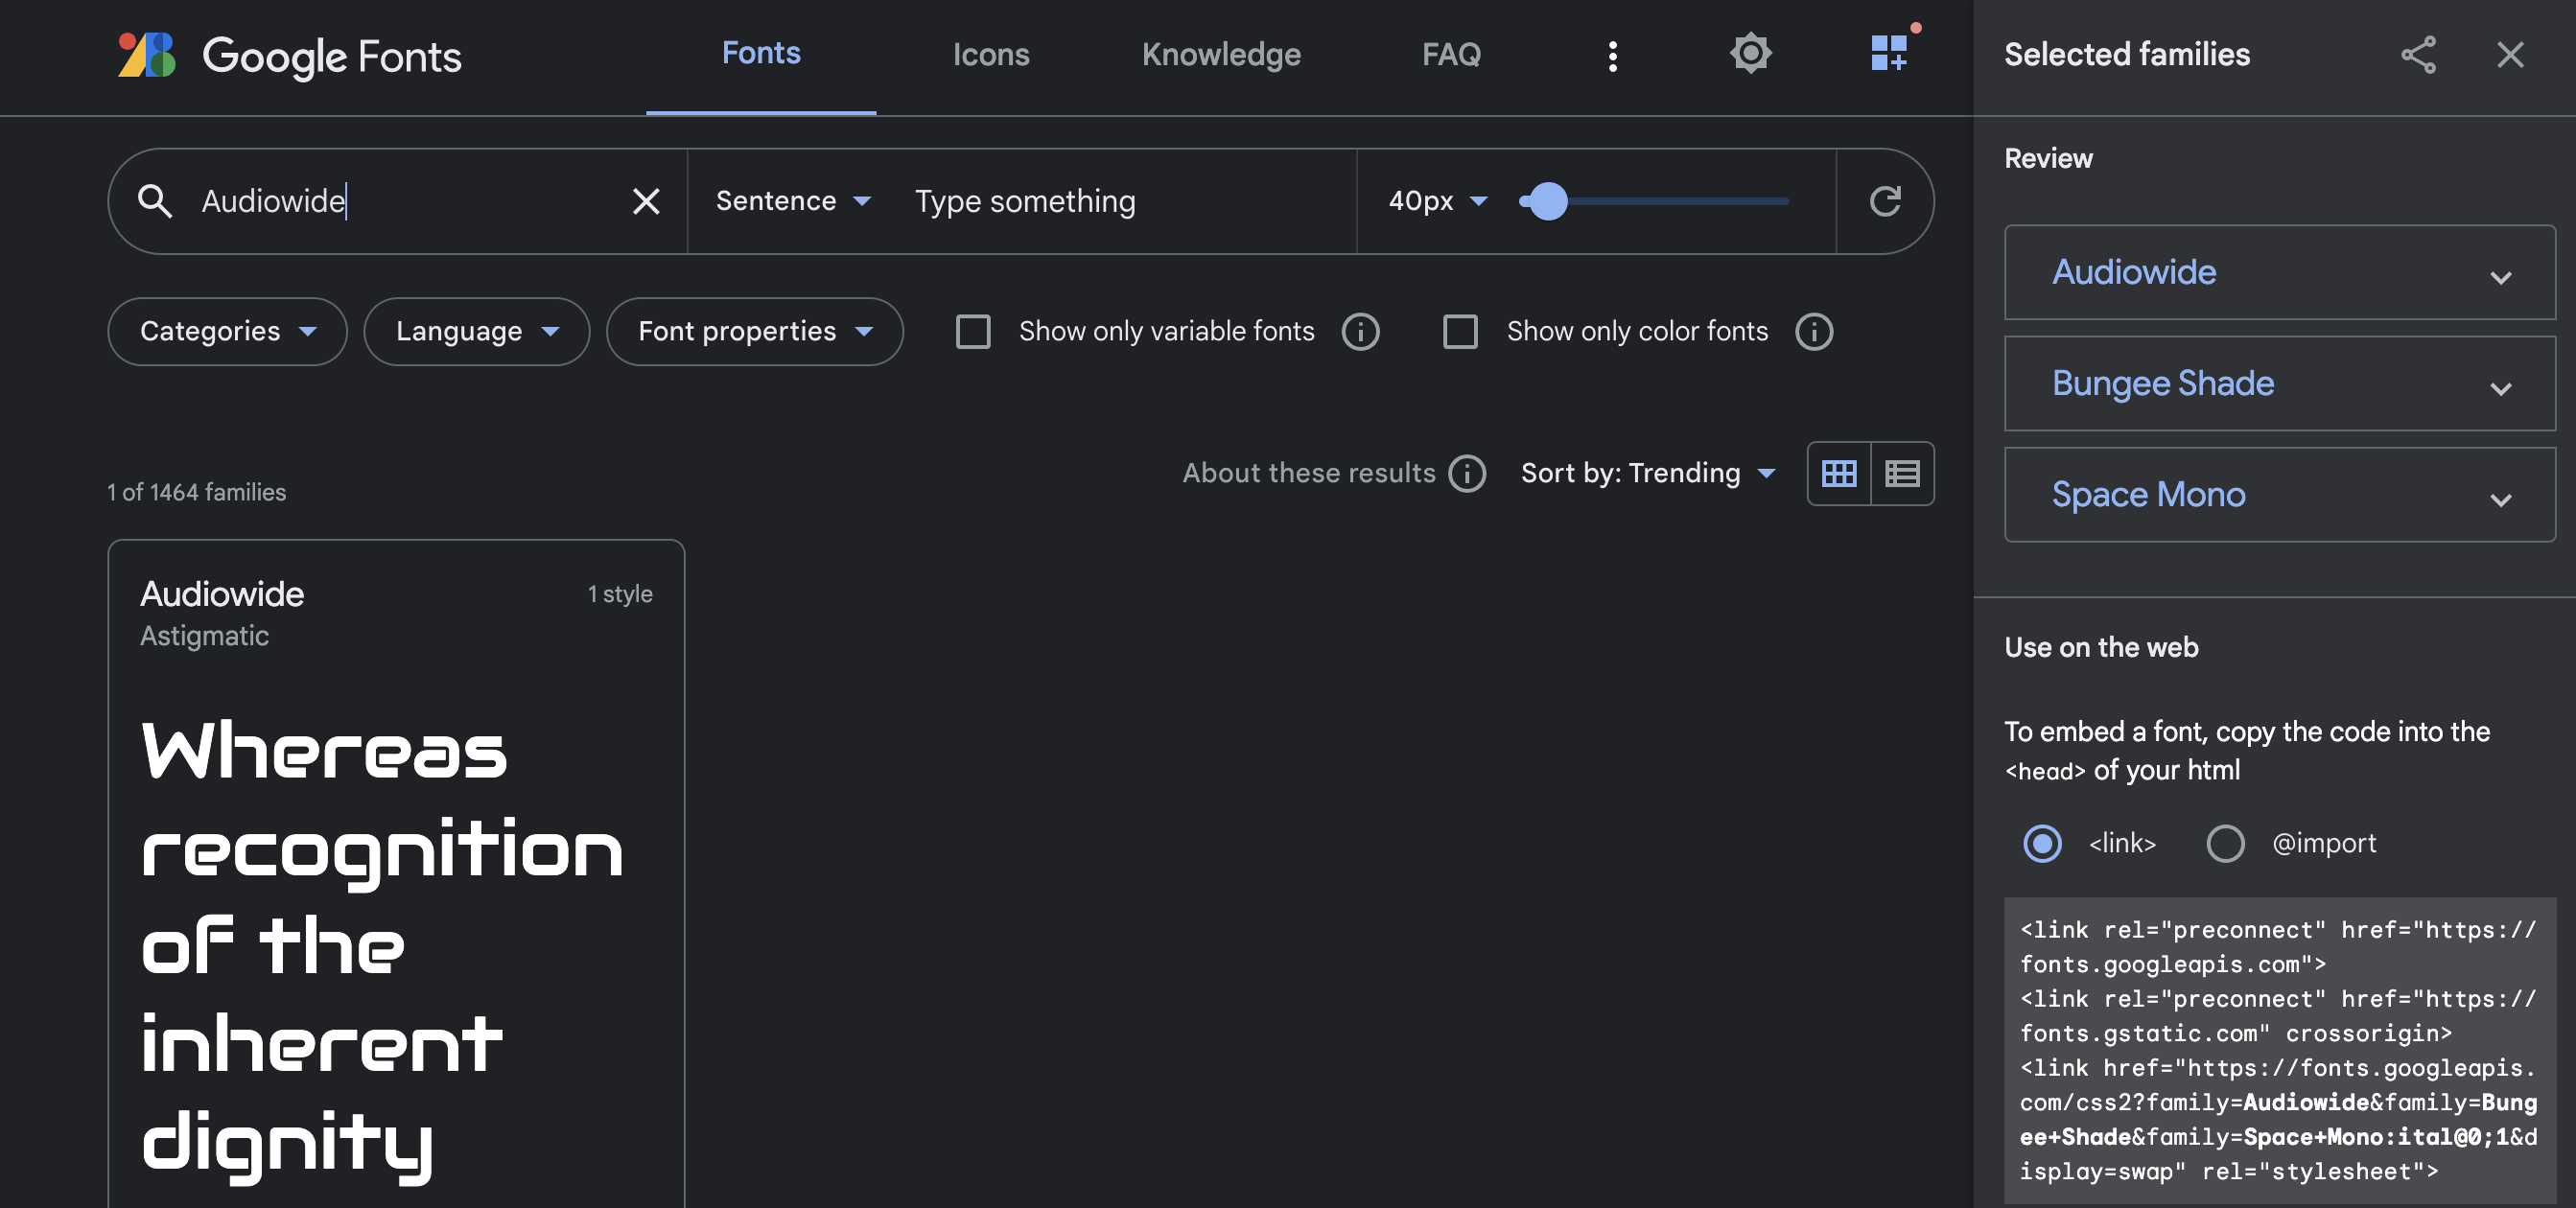 Google Fonts
Fonts
Icons
Knowledge
FAQ
Audiowide
Sentence
Type something
40px
Categories
Language
Font properties
Show only variable fonts
Show only color fonts
1 of 1464 families
About these results
Sort by: Trending
Audiowide
1 style
Astigmatic
Whereas
recognition
of the
inherent
dignity
Selected families
Review
Audiowide
Bungee Shade
Space Mono
Use on the web
To embed a font, copy the code into the
<head> of your html
<link>
@import
<link rel="preconnect" href="https://
fonts.googleapis.com">
<link rel="preconnect" href="https://
fonts.gstatic.com" crossorigin>
<link href="https://fonts.googleapis.
com/css2?family=Audiowide&family=Bung
ee+Shade&family=Space+Mono:ital@0;1&d
isplay=swap" rel="stylesheet">